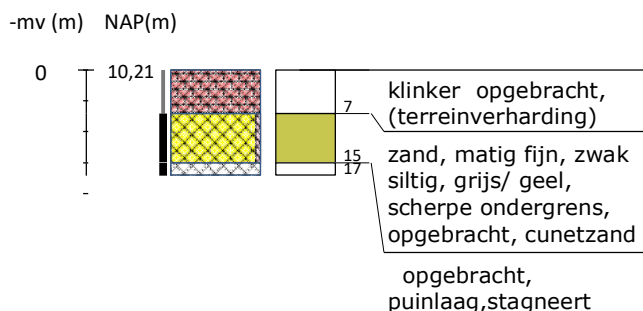 -mv (m) NAP(m)
0 10,21
7
klinker opgebracht,
(terreinverharding)
15
17
zand, matig fijn, zwak
siltig, grijs/ geel,
scherpe ondergrens,
opgebracht, cunetzand
opgebracht,
puinlaag,stagneert